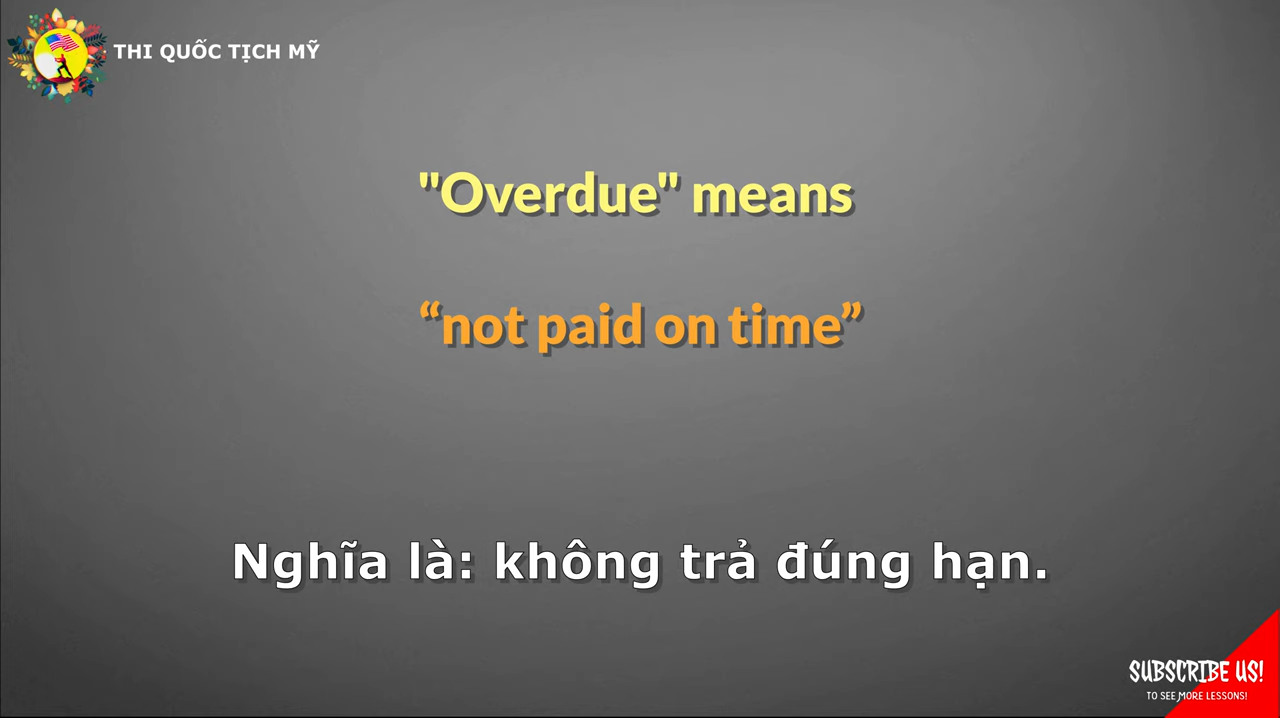 THI QUỐC TỊCH MỸ
"Overdue" means
“not paid on time”
Nghĩa là: không trả đúng hạn.
SUBSCRIBE US!
TO SEE MORE LESSONS!